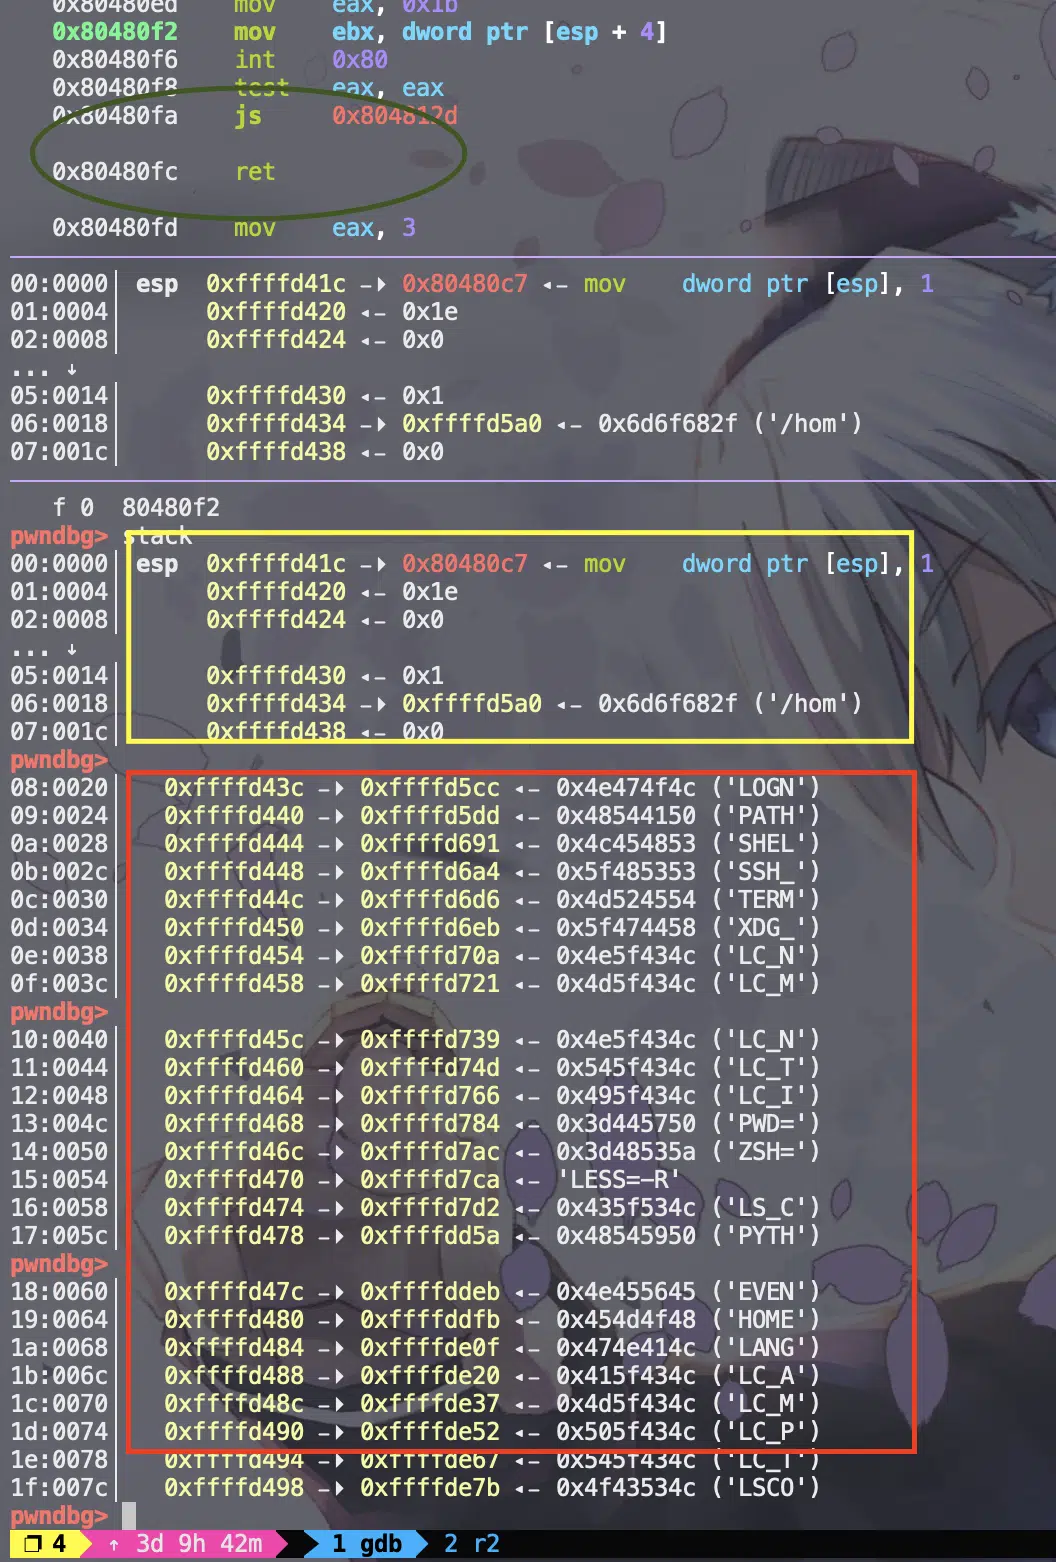 0x80480ed mov eax, 0x1b
0x80480f2 mov ebx, dword ptr [esp + 4]
0x80480f6 int 0x80
0x80480f8 test eax, eax
0x80480fa js 0x804812d
0x80480fc ret
0x80480fd mov eax, 3
00:0000│ esp 0xffffd41c —▸ 0x80480c7 ◂— mov dword ptr [esp], 1
01:0004│ 0xffffd420 ◂— 0x1e
02:0008│ 0xffffd424 ◂— 0x0
... ↓
05:0014│ 0xffffd430 ◂— 0x1
06:0018│ 0xffffd434 —▸ 0xffffd5a0 ◂— 0x6d6f682f ('/hom')
07:001c│ 0xffffd438 ◂— 0x0
f 0 80480f2
pwndbg> stack
00:0000│ esp 0xffffd41c —▸ 0x80480c7 ◂— mov dword ptr [esp], 1
01:0004│ 0xffffd420 ◂— 0x1e
02:0008│ 0xffffd424 ◂— 0x0
... ↓
05:0014│ 0xffffd430 ◂— 0x1
06:0018│ 0xffffd434 —▸ 0xffffd5a0 ◂— 0x6d6f682f ('/hom')
07:001c│ 0xffffd438 ◂— 0x0
pwndbg>
08:0020│ 0xffffd43c —▸ 0xffffd5cc ◂— 0x4e474f4c ('LOGN')
09:0024│ 0xffffd440 —▸ 0xffffd5dd ◂— 0x48544150 ('PATH')
0a:0028│ 0xffffd444 —▸ 0xffffd691 ◂— 0x4c454853 ('SHEL')
0b:002c│ 0xffffd448 —▸ 0xffffd6a4 ◂— 0x5f485353 ('SSH_')
0c:0030│ 0xffffd44c —▸ 0xffffd6d6 ◂— 0x4d524554 ('TERM')
0d:0034│ 0xffffd450 —▸ 0xffffd6eb ◂— 0x5f474458 ('XDG_')
0e:0038│ 0xffffd454 —▸ 0xffffd70a ◂— 0x4e5f434c ('LC_N')
0f:003c│ 0xffffd458 —▸ 0xffffd721 ◂— 0x4d5f434c ('LC_M')
pwndbg>
10:0040│ 0xffffd45c —▸ 0xffffd739 ◂— 0x4e5f434c ('LC_N')
11:0044│ 0xffffd460 —▸ 0xffffd74d ◂— 0x545f434c ('LC_T')
12:0048│ 0xffffd464 —▸ 0xffffd766 ◂— 0x495f434c ('LC_I')
13:004c│ 0xffffd468 —▸ 0xffffd784 ◂— 0x3d445750 ('PWD=')
14:0050│ 0xffffd46c —▸ 0xffffd7ac ◂— 0x3d48535a ('ZSH=')
15:0054│ 0xffffd470 —▸ 0xffffd7ca ◂— 'LESS=-R'
16:0058│ 0xffffd474 —▸ 0xffffd7d2 ◂— 0x435f534c ('LS_C')
17:005c│ 0xffffd478 —▸ 0xffffdd5a ◂— 0x48545950 ('PYTH')
pwndbg>
18:0060│ 0xffffd47c —▸ 0xffffddeb ◂— 0x4e455645 ('EVEN')
19:0064│ 0xffffd480 —▸ 0xffffddfb ◂— 0x454d4f48 ('HOME')
1a:0068│ 0xffffd484 —▸ 0xffffde0f ◂— 0x474e414c ('LANG')
1b:006c│ 0xffffd488 —▸ 0xffffde20 ◂— 0x415f434c ('LC_A')
1c:0070│ 0xffffd48c —▸ 0xffffde37 ◂— 0x4d5f434c ('LC_M')
1d:0074│ 0xffffd490 —▸ 0xffffde52 ◂— 0x505f434c ('LC_P')
1e:0078│ 0xffffd494 —▸ 0xffffde67 ◂— 0x545f434c ('LC_T')
1f:007c│ 0xffffd498 —▸ 0xffffde7b ◂— 0x4f43534c ('LSCO')
pwndbg>
❐ 4 ↑ 3d 9h 42m 1 gdb 2 r2